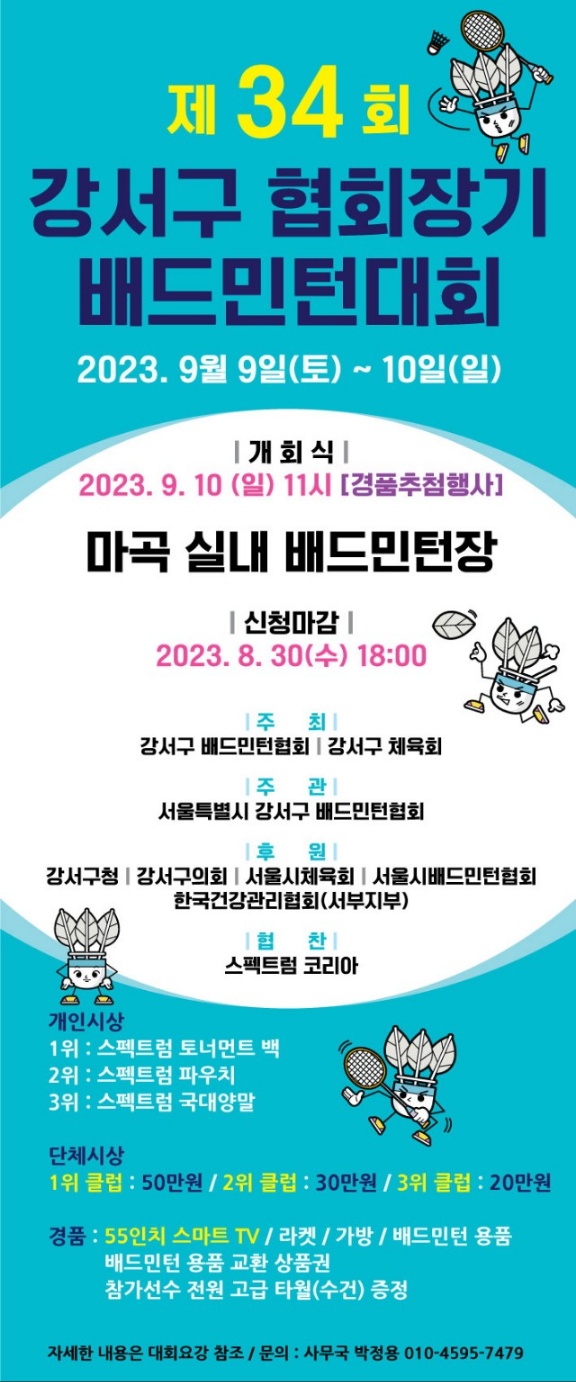 제 34 회
강서구 협회장기
배드민턴대회
2023. 9월 9일(토) ~ 10일(일)
| 개 회 식 |
2023. 9. 10 (일) 11시 [경품추첨행사]
마곡 실내 배드민턴장
| 신청마감 |
2023. 8. 30(수) 18:00
| 주 최 |
강서구 배드민턴협회 | 강서구 체육회
| 주 관 |
서울특별시 강서구 배드민턴협회
| 후 원 |
강서구청 | 강서구의회 | 서울시체육회 | 서울시배드민턴협회
한국건강관리협회(서부지부)
| 협 찬 |
스펙트럼 코리아
개인시상
1위 : 스펙트럼 토너먼트 백
2위 : 스펙트럼 파우치
3위 : 스펙트럼 국대양말
단체시상
1위 클럽 : 50만원 / 2위 클럽 : 30만원 / 3위 클럽 : 20만원
경품 : 55인치 스마트 TV / 라켓 / 가방 / 배드민턴 용품
배드민턴 용품 교환 상품권
참가선수 전원 고급 타월(수건) 증정
자세한 내용은 대회요강 참조 / 문의 : 사무국 박정용 010-4595-7479